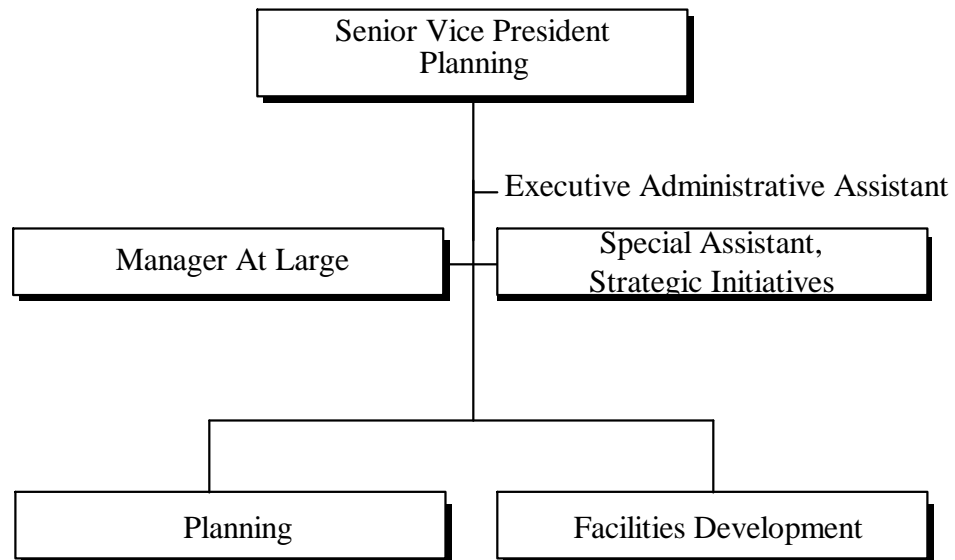 Senior Vice President
Planning
Executive Administrative Assistant
Manager At Large
Special Assistant,
Strategic Initiatives
Planning
Facilities Development